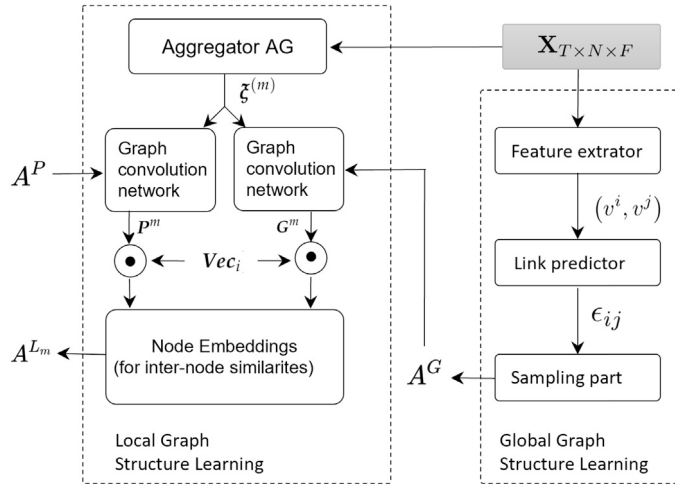 Aggregator AG
𝐗_{T×N×F}
ξ^{(m)}
Graph
convolution
network
Graph
convolution
network
Feature extrator
A^P
P^m
G^m
(v^i, v^j)
Vec_i
Link predictor
ϵ_{ij}
Node Embeddings
(for inter-node similarites)
A^{L_m}
A^G
Sampling part
Local Graph
Structure Learning
Global Graph
Structure Learning